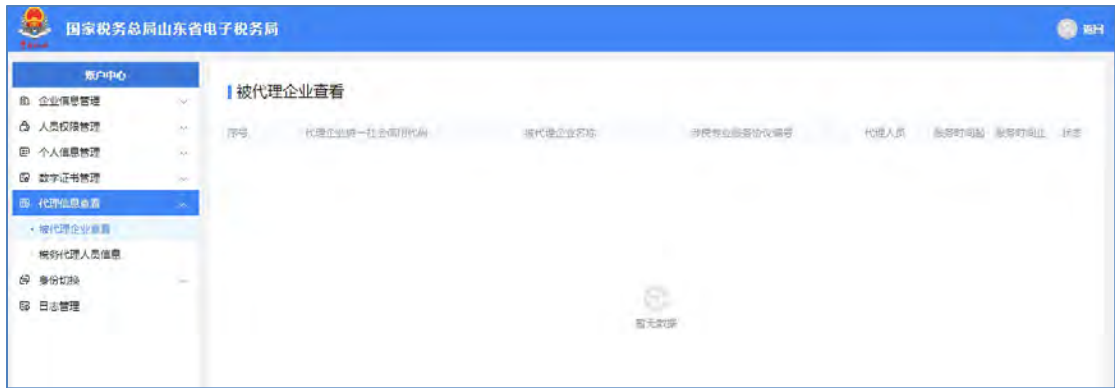 国家税务总局山东省电子税务局
返回
账户中心
企业信息管理
人员权限管理
个人信息管理
数字证书管理
代理信息查看
被代理企业查看
税务代理人员信息
身份切换
日志管理
被代理企业查看
序号 代理企业统一社会信用代码 被代理企业名称 涉税专业服务协议编号 代理人员 服务时间起 服务时间止 状态
暂无数据